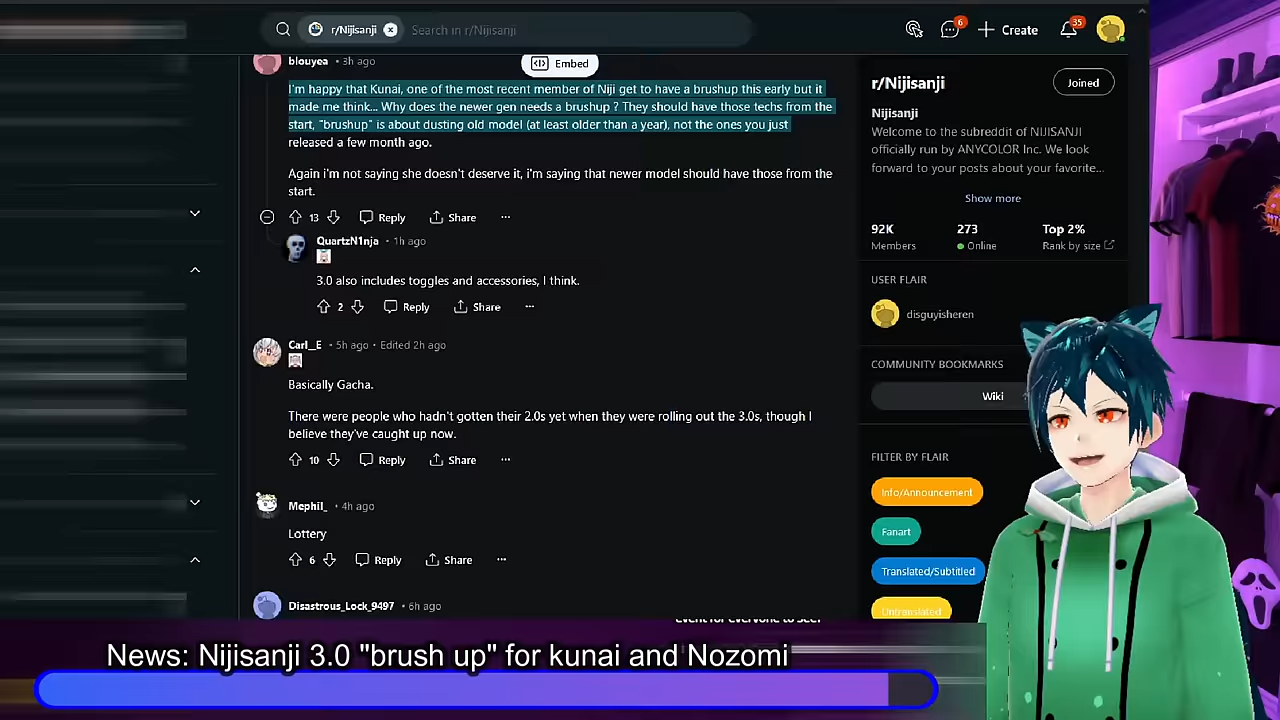 r/Nijisanji
Search in r/Nijisanji
6
Create
35
blouyea • 3h ago
Embed
I'm happy that Kunai, one of the most recent member of Niji get to have a brushup this early but it
made me think... Why does the newer gen needs a brushup ? They should have those techs from the
start, "brushup" is about dusting old model (at least older than a year), not the ones you just
released a few month ago.
Again i'm not saying she doesn't deserve it, i'm saying that newer model should have those from the
start.
13
Reply
Share
QuartzN1nja • 1h ago
3.0 also includes toggles and accessories, I think.
2
Reply
Share
Carl__E • 5h ago • Edited 2h ago
Basically Gacha.
There were people who hadn't gotten their 2.0s yet when they were rolling out the 3.0s, though I
believe they've caught up now.
10
Reply
Share
Mephil_ • 4h ago
Lottery
6
Reply
Share
Disastrous_Lock_9497 • 6h ago
r/Nijisanji
Joined
Nijisanji
Welcome to the subreddit of NIJISANJI
officially run by ANYCOLOR Inc. We look
forward to your posts about your favorite...
Show more
92K
Members
273
Online
Top 2%
Rank by size
USER FLAIR
disguyisheren
COMMUNITY BOOKMARKS
Wiki
FILTER BY FLAIR
Info/Announcement
Fanart
Translated/Subtitled
Untranslated
Event for everyone to see!
News: Nijisanji 3.0 "brush up" for kunai and Nozomi